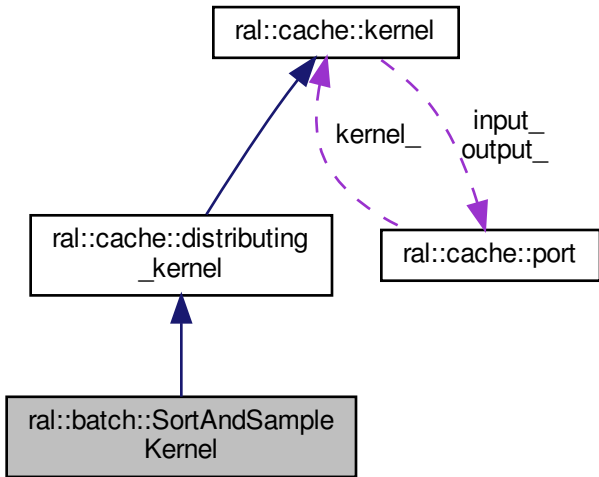 ral::cache::kernel
input_
output_
kernel_
ral::cache::distributing
_kernel
ral::cache::port
ral::batch::SortAndSample
Kernel